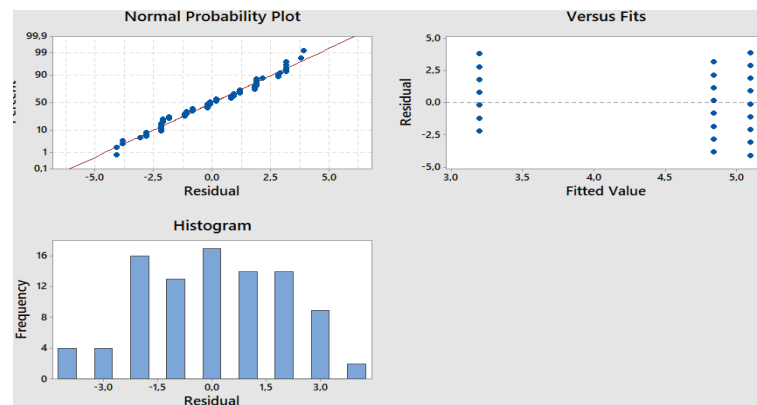 Normal Probability Plot
99,9
99
90
50
10
1
0,1
-5,0 -2,5 0,0 2,5 5,0
Residual
Versus Fits
Residual
5,0
2,5
0,0
-2,5
-5,0
3,0 3,5 4,0 4,5 5,0
Fitted Value
Histogram
Frequency
16
12
8
4
0
-3,0 -1,5 0,0 1,5 3,0
Residual